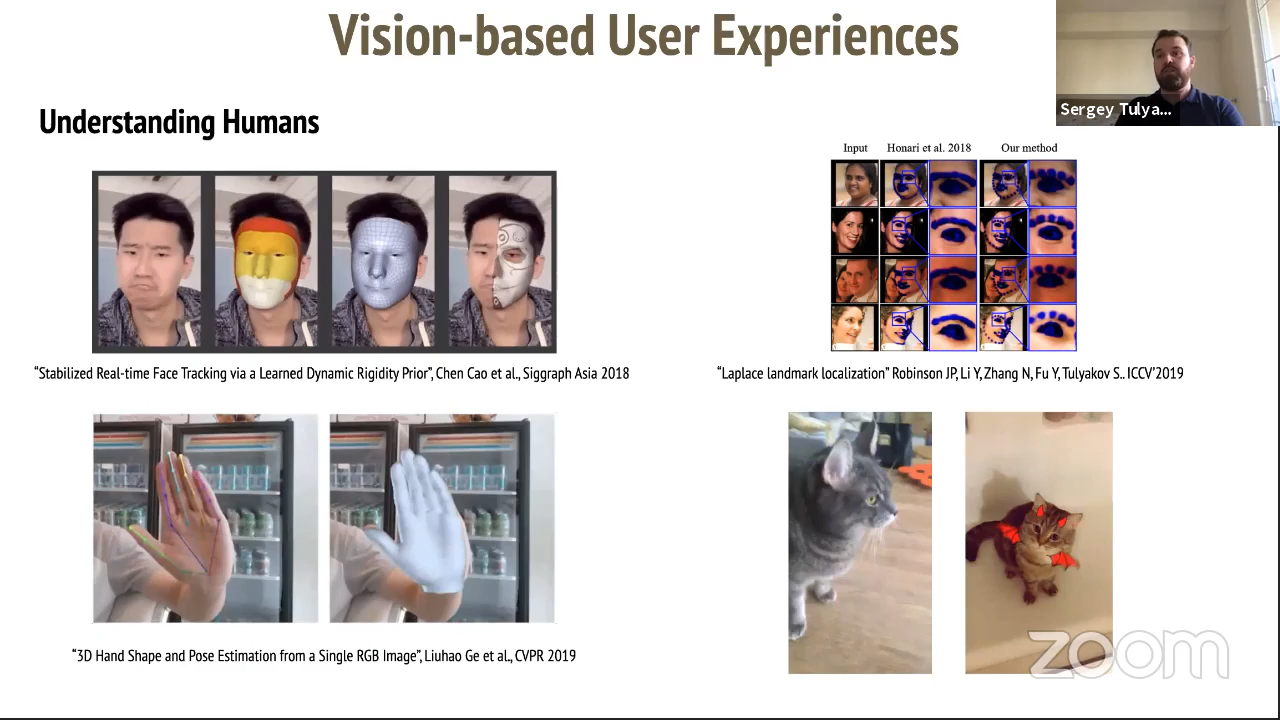 Vision-based User Experiences
Sergey Tulya...
Understanding Humans
Input Honari et al. 2018 Our method
"Stabilized Real-time Face Tracking via a Learned Dynamic Rigidity Prior", Chen Cao et al., Siggraph Asia 2018
"Laplace landmark localization" Robinson JP, Li Y, Zhang N, Fu Y, Tulyakov S.. ICCV'2019
"3D Hand Shape and Pose Estimation from a Single RGB Image", Liuhao Ge et al., CVPR 2019
zoom